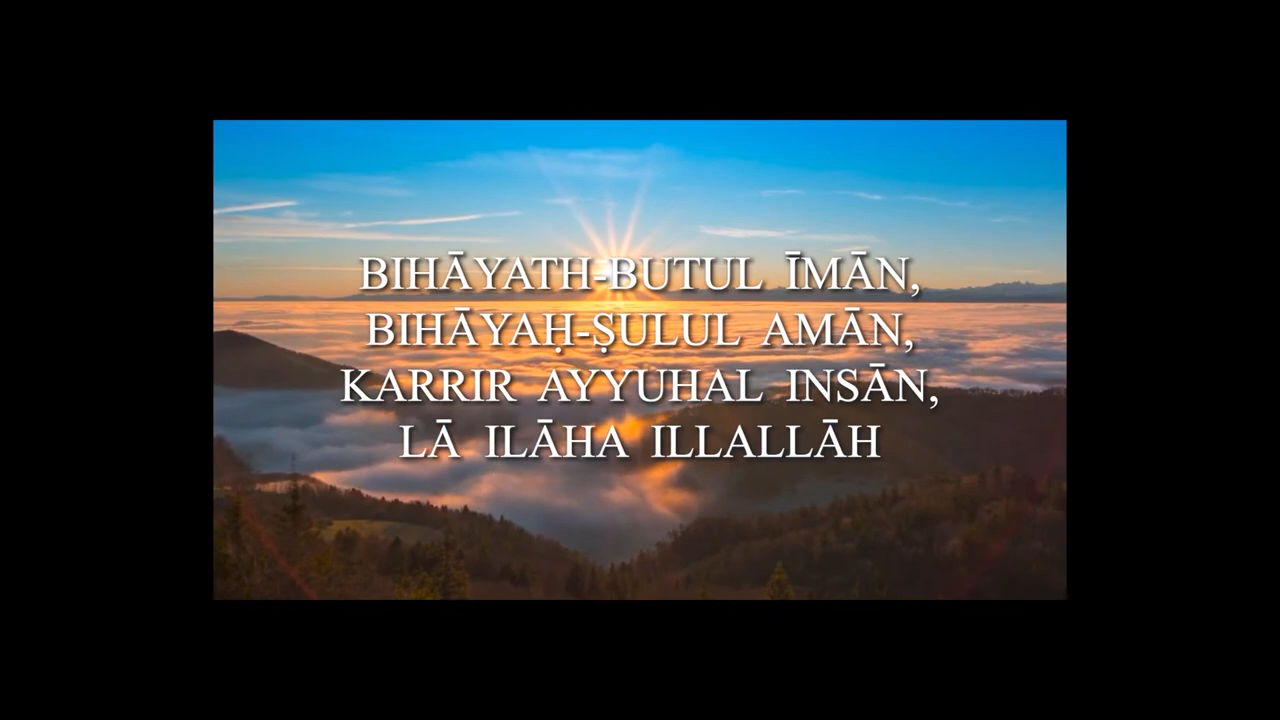 BIHĀYATH-BUTUL ĪMĀN,
BIHĀYAḤ-ṢULUL AMĀN,
KARRIR AYYUHAL INSĀN,
LĀ ILĀHA ILLALLĀH